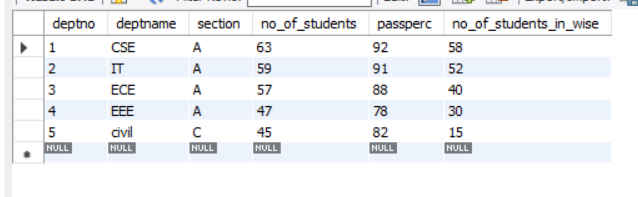 deptno deptname section no_of_students passperc no_of_students_in_wise
1 CSE A 63 92 58
2 IT A 59 91 52
3 ECE A 57 88 40
4 EEE A 47 78 30
5 civil C 45 82 15
NULL NULL NULL NULL NULL NULL